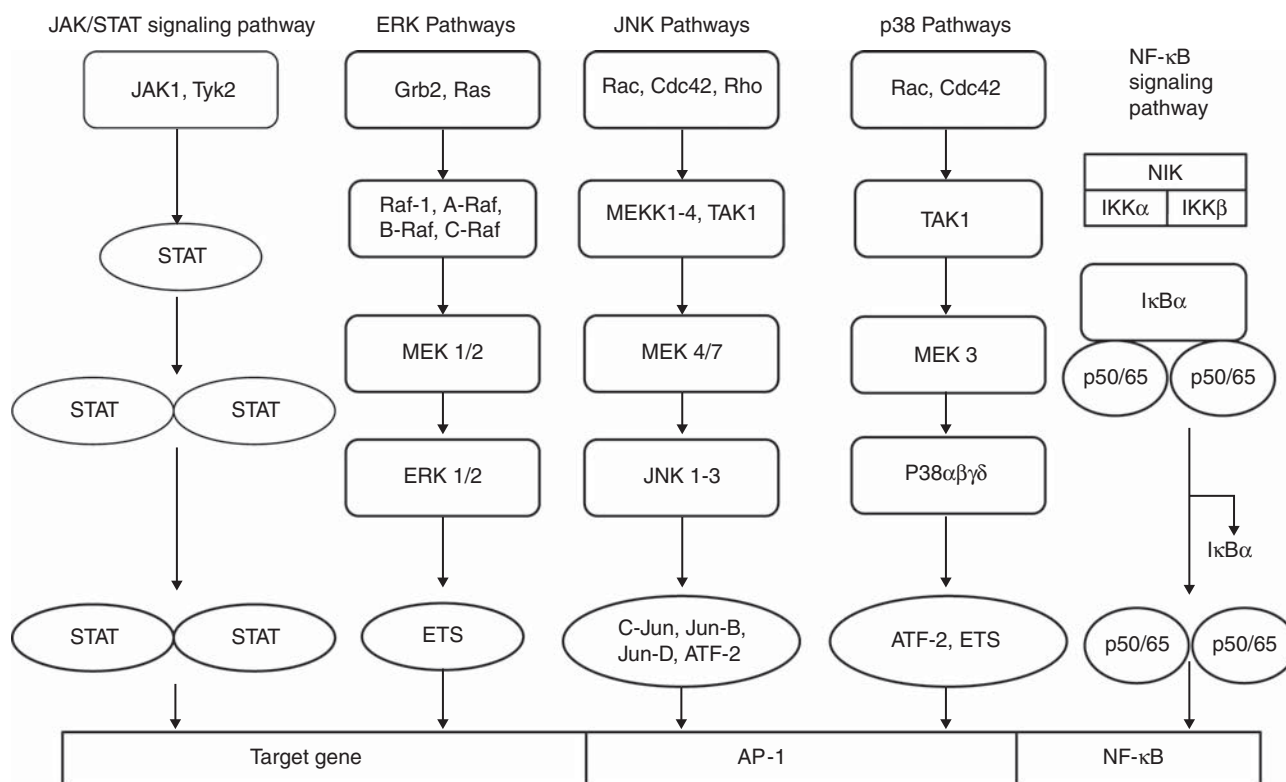 JAK/STAT signaling pathway
JAK1, Tyk2
STAT
STAT
STAT
STAT
STAT
ERK Pathways
Grb2, Ras
Raf-1, A-Raf,
B-Raf, C-Raf
MEK 1/2
ERK 1/2
ETS
Target gene
JNK Pathways
Rac, Cdc42, Rho
MEKK1-4, TAK1
MEK 4/7
JNK 1-3
C-Jun, Jun-B,
Jun-D, ATF-2
p38 Pathways
Rac, Cdc42
TAK1
MEK 3
P38αβγδ
ATF-2, ETS
AP-1
NF-κB
signaling
pathway
NIK
IKKα
IKKβ
IκBα
p50/65
p50/65
IκBα
p50/65
p50/65
NF-κB